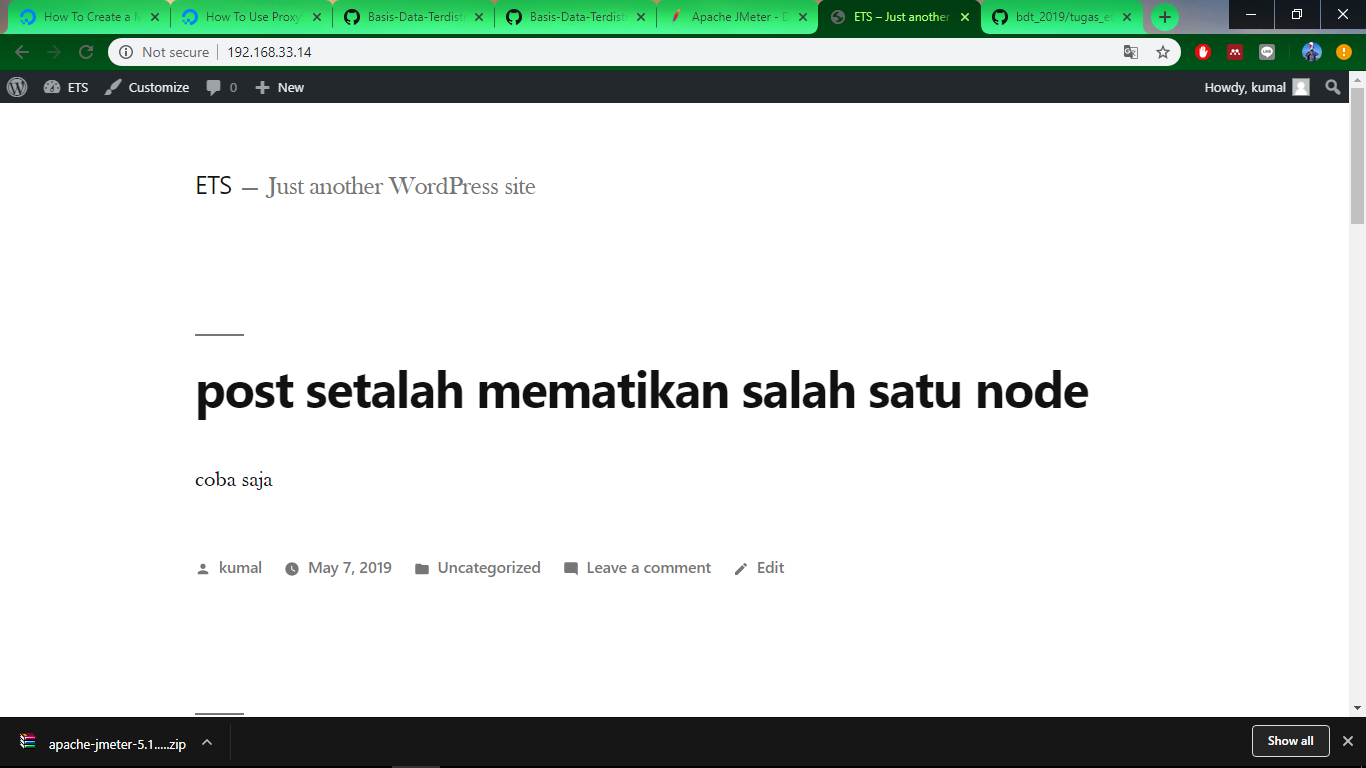 How To Create a
How To Use Proxy
Basis-Data-Terdist
Basis-Data-Terdist
Apache JMeter - D
ETS – Just another
bdt_2019/tugas_et
Not secure
192.168.33.14
ETS
Customize
0
New
Howdy, kumal
ETS — Just another WordPress site
post setalah mematikan salah satu node
coba saja
kumal
May 7, 2019
Uncategorized
Leave a comment
Edit
apache-jmeter-5.1.....zip
Show all